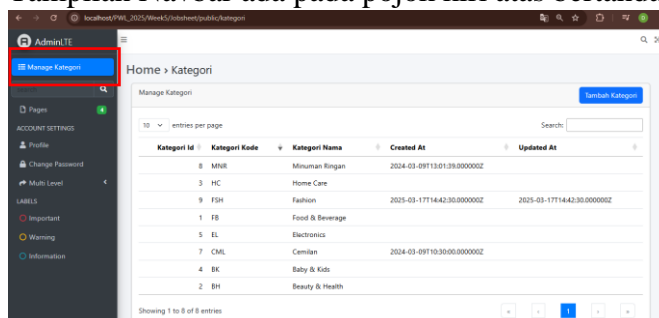 Tampilan Navbar ada pada pojok kiri atas bertanda
localhost/PWL_2025/Week5/Jobsheet/public/kategori
AdminLTE
Manage Kategori
Home › Kategori
Manage Kategori
Tambah Kategori
Pages 4
10 entries per page
Search:
ACCOUNT SETTINGS
Profile
Change Password
Multi Level
LABELS
Important
Warning
Information
Kategori Id Kategori Kode Kategori Nama Created At Updated At
8 MNR Minuman Ringan 2024-03-09T13:01:39.000000Z
3 HC Home Care
9 FSH Fashion 2025-03-17T14:42:30.000000Z 2025-03-17T14:42:30.000000Z
1 FB Food & Beverage
5 EL Electronics
7 CML Cemilan 2024-03-09T10:30:00.000000Z
4 BK Baby & Kids
2 BH Beauty & Health
Showing 1 to 8 of 8 entries
« ‹ 1 › »